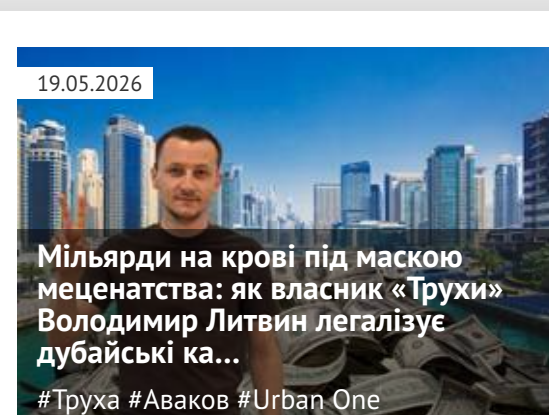 19.05.2026
Мільярди на крові під маскою
меценатства: як власник «Трухи»
Володимир Литвин легалізує
дубайські ка...
#Труха #Аваков #Urban One